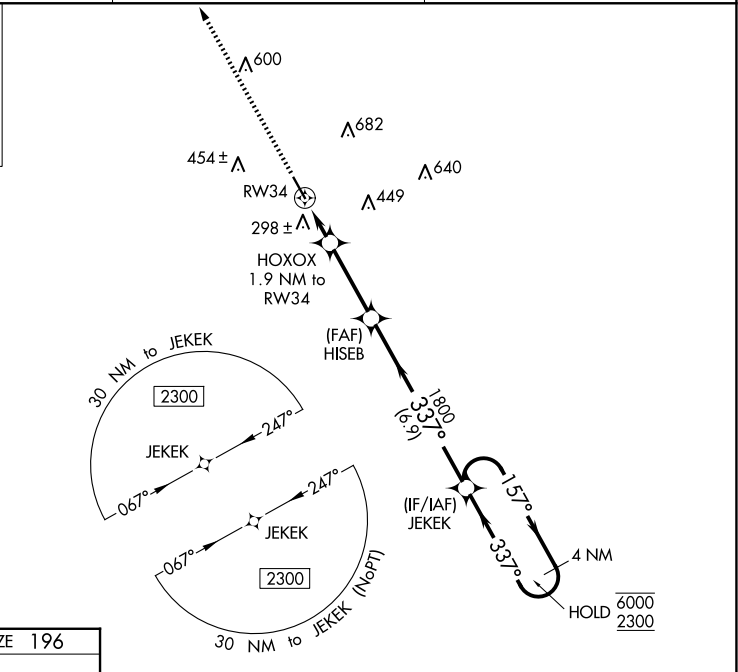 600
682
454 ±
640
RW34
449
298 ±
HOXOX
1.9 NM to
RW34
(FAF)
HISEB
30 NM to JEKEK
2300
247°
JEKEK
067°
1800
337°
(6.9)
247°
JEKEK
067°
2300
30 NM to JEKEK (NoPT)
(IF/IAF)
JEKEK
157°
337°
4 NM
HOLD 6000
2300
ZE 196